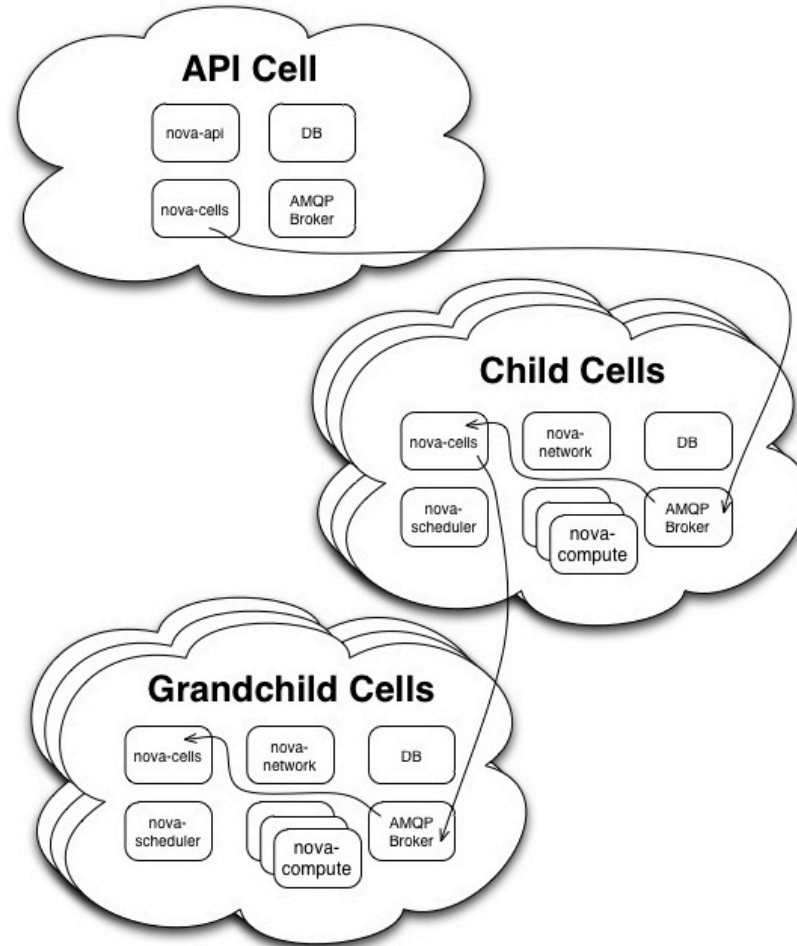 API Cell
nova-api
DB
nova-cells
AMQP
Broker
Child Cells
nova-cells
nova-
network
DB
nova-
scheduler
nova-
compute
AMQP
Broker
Grandchild Cells
nova-cells
nova-
network
DB
nova-
scheduler
nova-
compute
AMQP
Broker